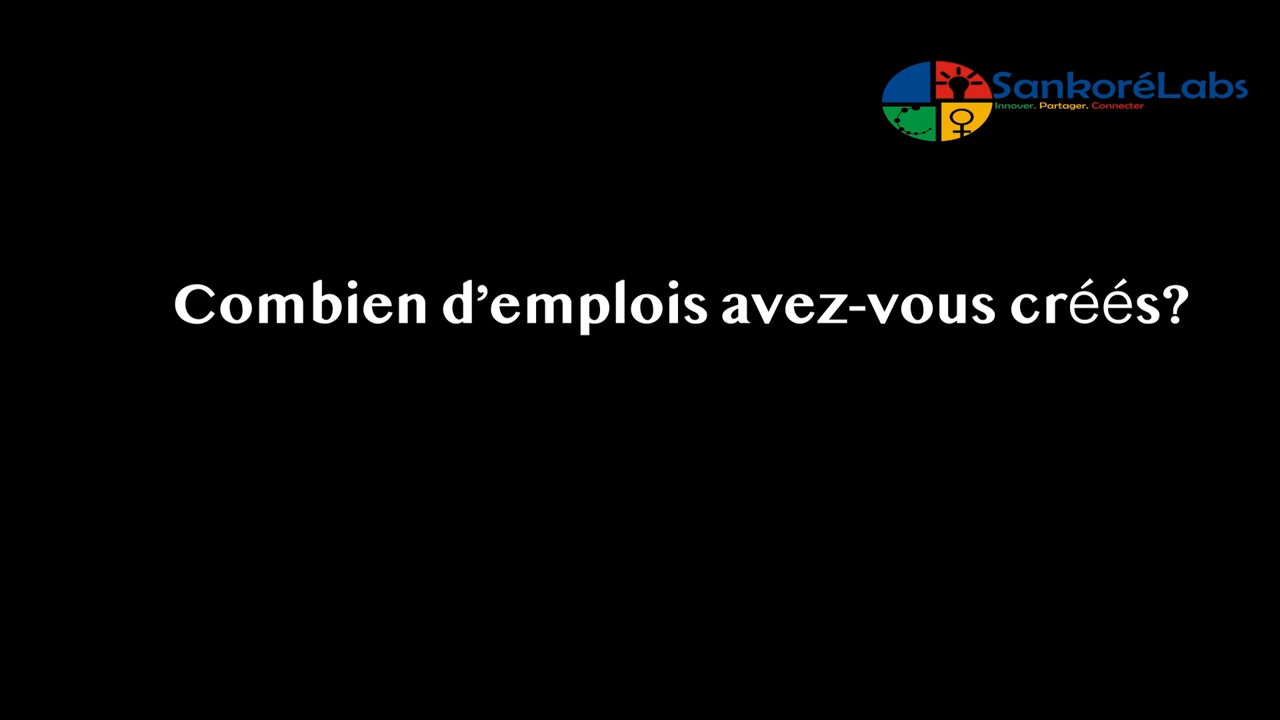 SankoréLabs
Innover. Partager. Connecter
Combien d’emplois avez-vous créés?